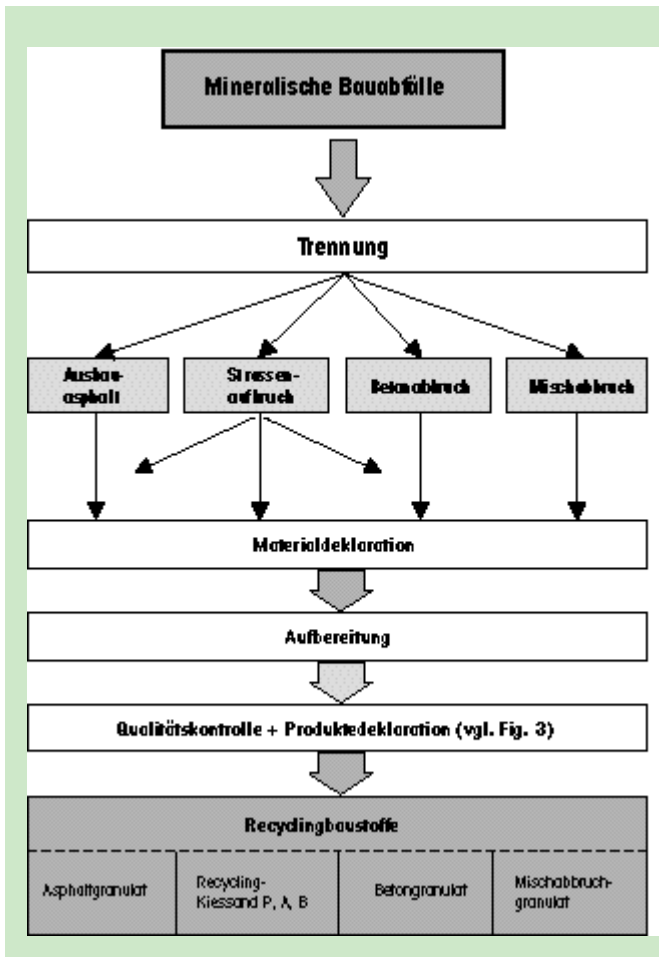 Mineralische Bauabfälle
Trennung
Ausbau-
asphalt
Strassen-
aufbruch
Betonabbruch
Mischabbruch
Materialdeklaration
Aufbereitung
Qualitätskontrolle + Produktedeklaration (vgl. Fig. 3)
Recyclingbaustoffe
Asphaltgranulat
Recycling-
Kiessand P, A, B
Betongranulat
Mischabbruch-
granulat